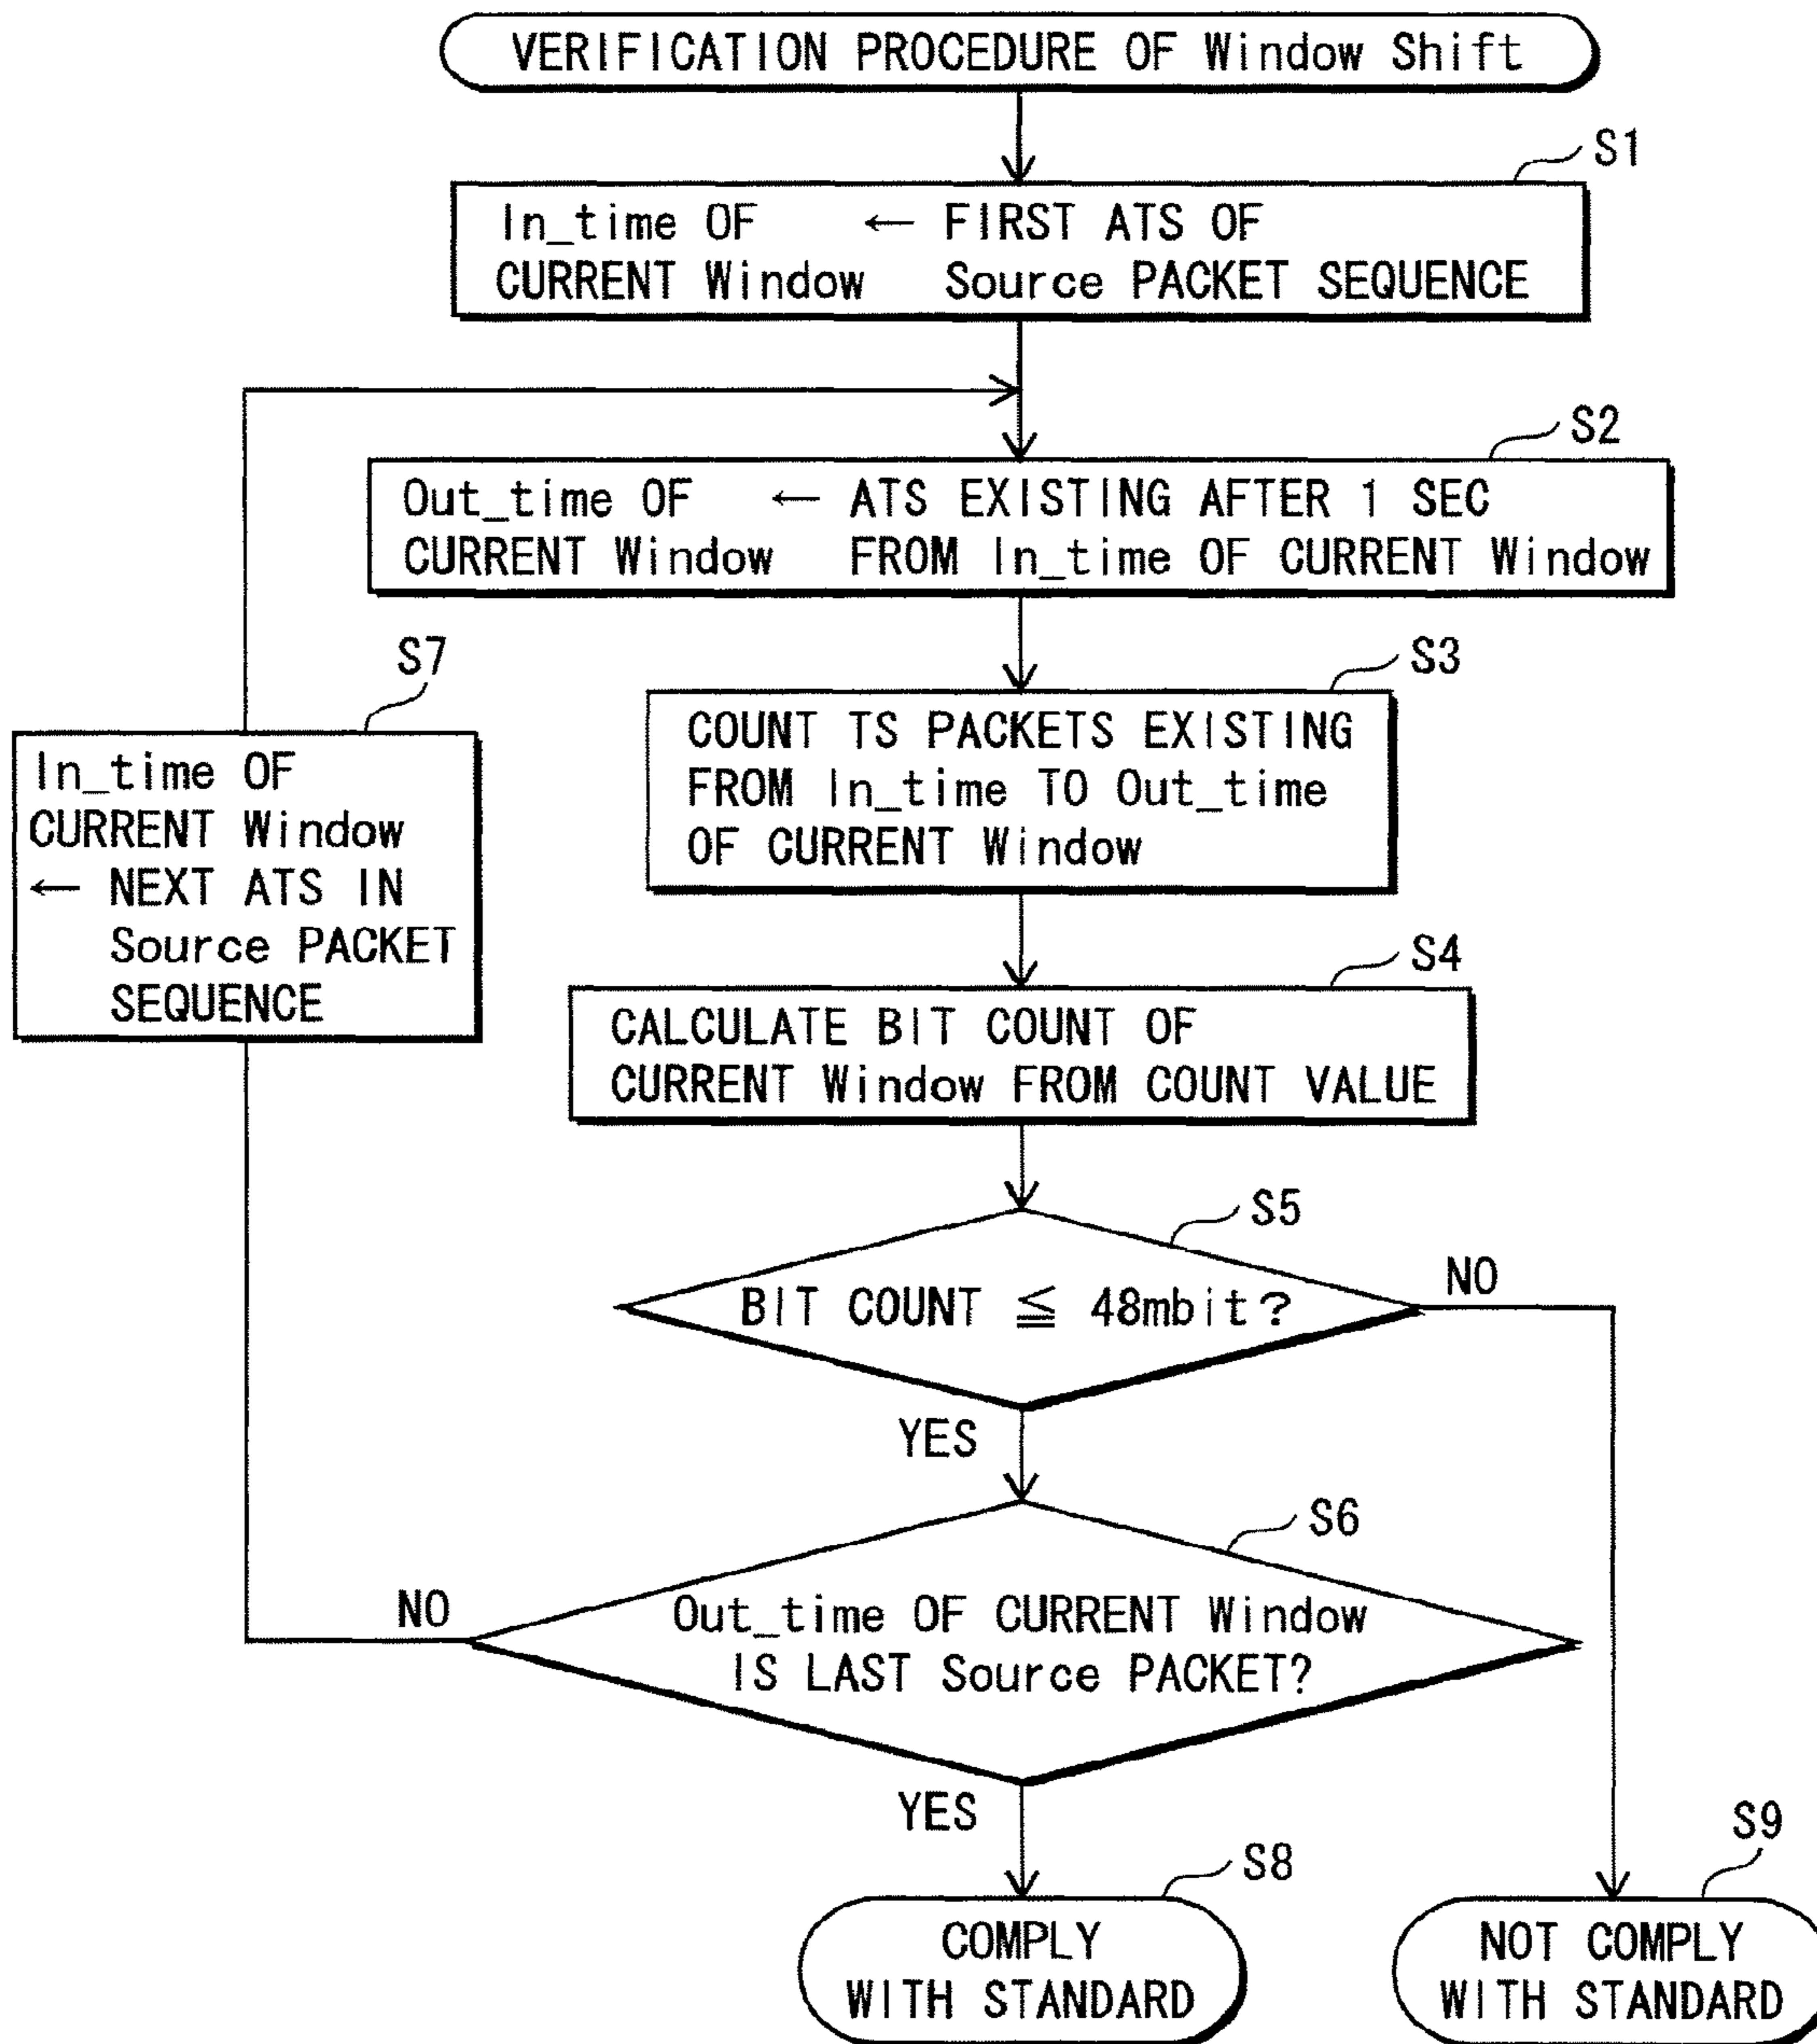 VERIFICATION PROCEDURE OF Window Shift
S1
In_time OF ← FIRST ATS OF
CURRENT Window Source PACKET SEQUENCE
S2
Out_time OF ← ATS EXISTING AFTER 1 SEC
CURRENT Window FROM In_time OF CURRENT Window
S3
COUNT TS PACKETS EXISTING
FROM In_time TO Out_time
OF CURRENT Window
S7
In_time OF
CURRENT Window
← NEXT ATS IN
Source PACKET
SEQUENCE
S4
CALCULATE BIT COUNT OF
CURRENT Window FROM COUNT VALUE
S5
BIT COUNT ≦ 48mbit?
NO
YES
S6
Out_time OF CURRENT Window
IS LAST Source PACKET?
NO
YES
S8
COMPLY
WITH STANDARD
S9
NOT COMPLY
WITH STANDARD